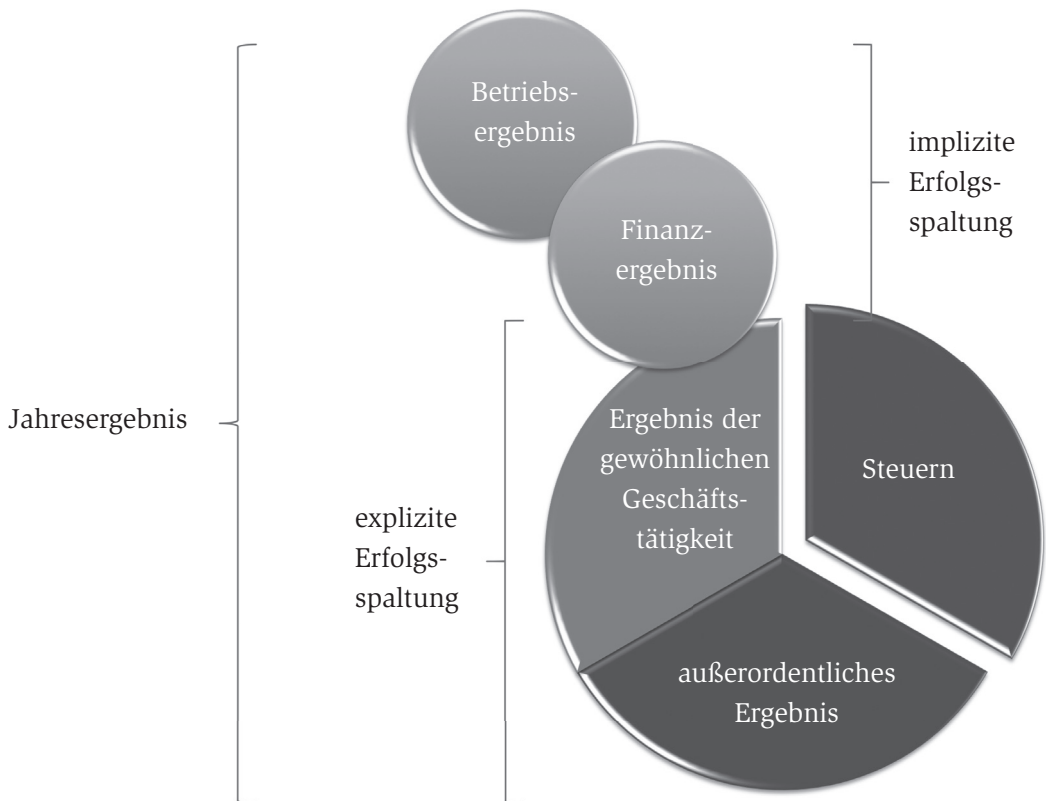 Betriebs-
ergebnis
implizite
Erfolgs-
spaltung
Finanz-
ergebnis
Jahresergebnis
Ergebnis der
gewöhnlichen
Geschäfts-
tätigkeit
Steuern
explizite
Erfolgs-
spaltung
außerordentliches
Ergebnis